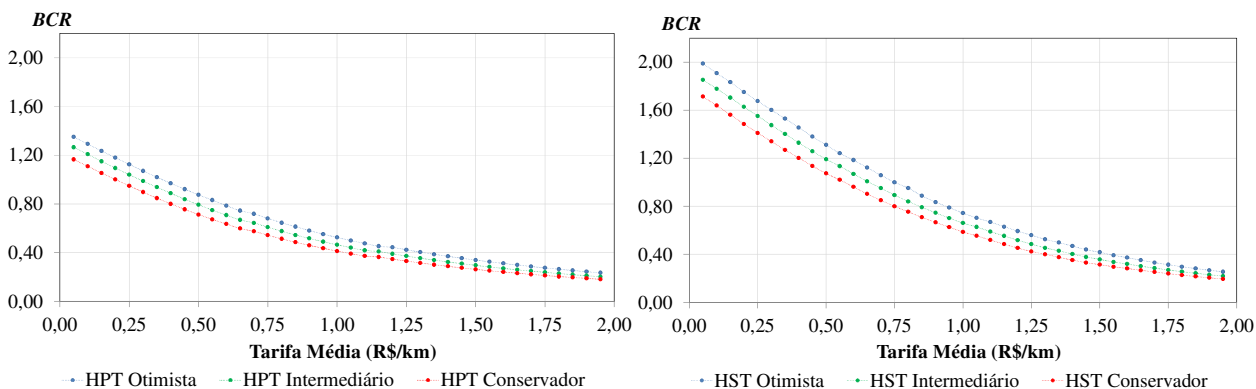 BCR
2,00
1,60
1,20
0,80
0,40
0,00
0,00 0,25 0,50 0,75 1,00 1,25 1,50 1,75 2,00
Tarifa Média (R$/km)
HPT Otimista HPT Intermediário HPT Conservador
BCR
2,00
1,60
1,20
0,80
0,40
0,00
0,00 0,25 0,50 0,75 1,00 1,25 1,50 1,75 2,00
Tarifa Média (R$/km)
HST Otimista HST Intermediário HST Conservador